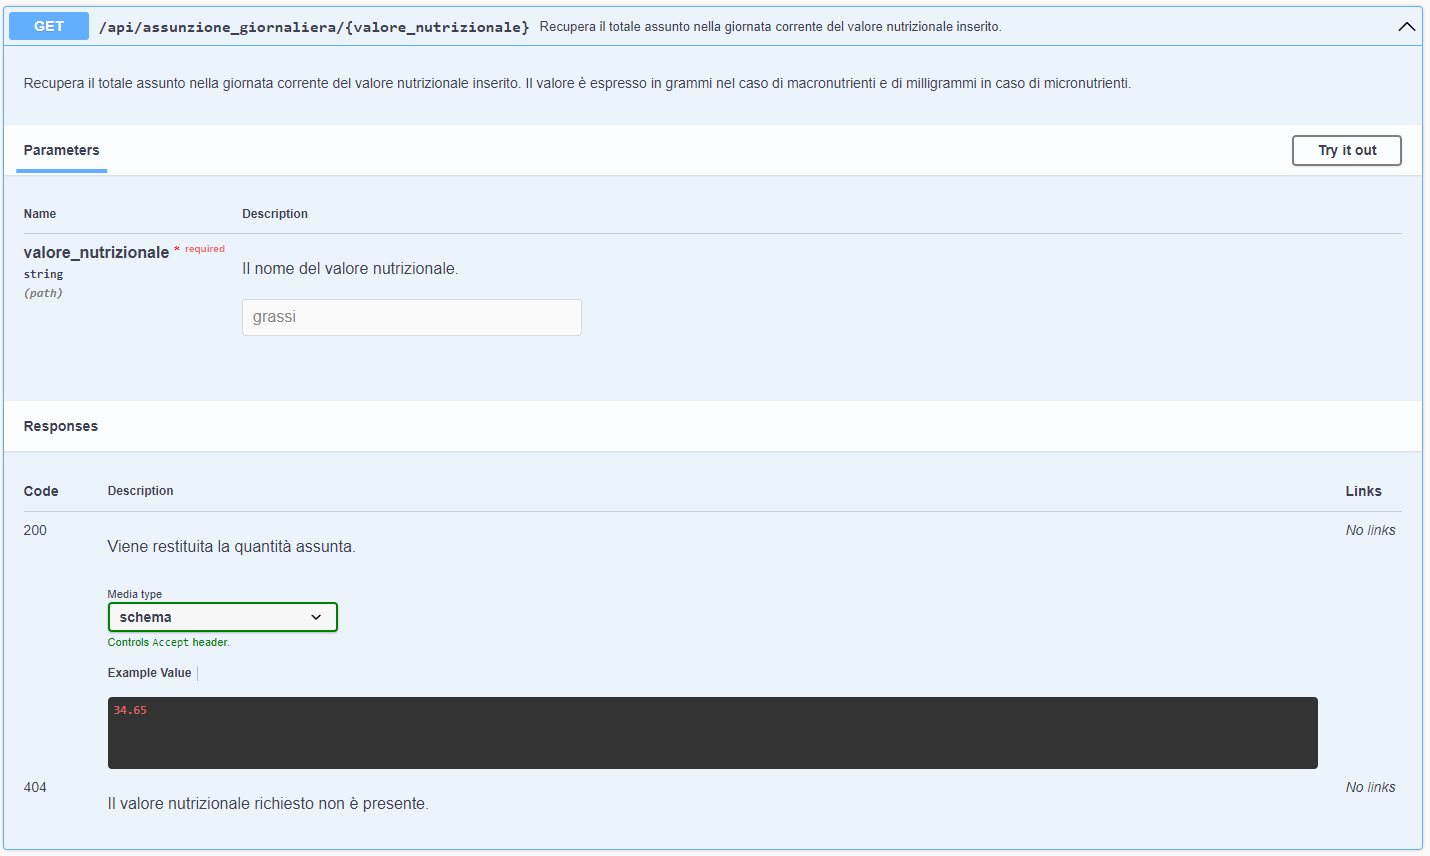 GET /api/assunzione_giornaliera/{valore_nutrizionale} Recupera il totale assunto nella giornata corrente del valore nutrizionale inserito.
Recupera il totale assunto nella giornata corrente del valore nutrizionale inserito. Il valore è espresso in grammi nel caso di macronutrienti e di milligrammi in caso di micronutrienti.
Parameters Try it out
Name Description
valore_nutrizionale * required
string
(path)
Il nome del valore nutrizionale.
grassi
Responses
Code Description Links
200 No links
Viene restituita la quantità assunta.
Media type
schema
Controls Accept header.
Example Value
34.65
404 No links
Il valore nutrizionale richiesto non è presente.